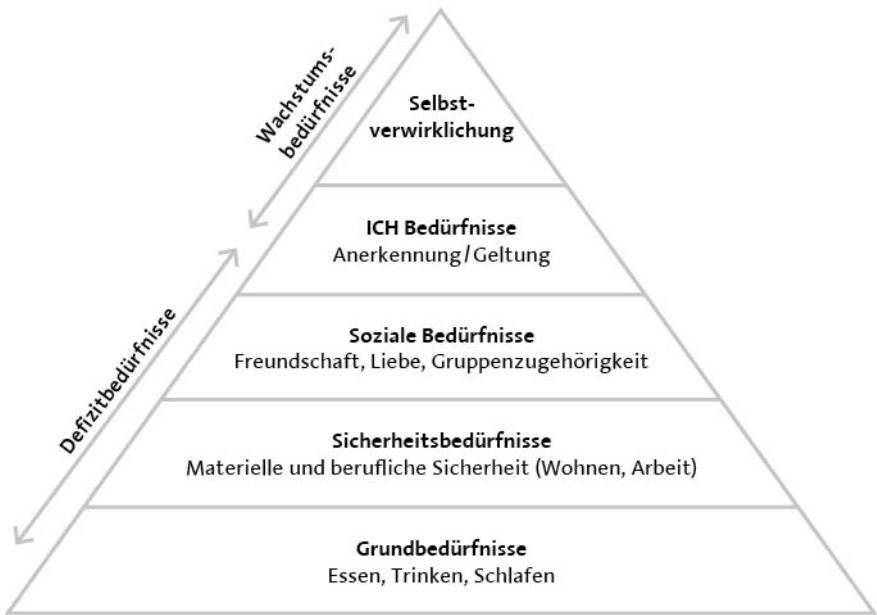 Wachstums-
bedürfnisse
Selbst-
verwirklichung
ICH Bedürfnisse
Anerkennung/Geltung
Defizitbedürfnisse
Soziale Bedürfnisse
Freundschaft, Liebe, Gruppenzugehörigkeit
Sicherheitsbedürfnisse
Materielle und berufliche Sicherheit (Wohnen, Arbeit)
Grundbedürfnisse
Essen, Trinken, Schlafen